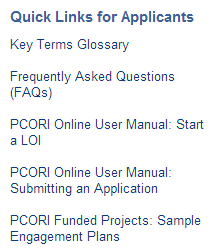 Quick Links for Applicants
Key Terms Glossary
Frequently Asked Questions
(FAQs)
PCORI Online User Manual: Start
a LOI
PCORI Online User Manual:
Submitting an Application
PCORI Funded Projects: Sample
Engagement Plans